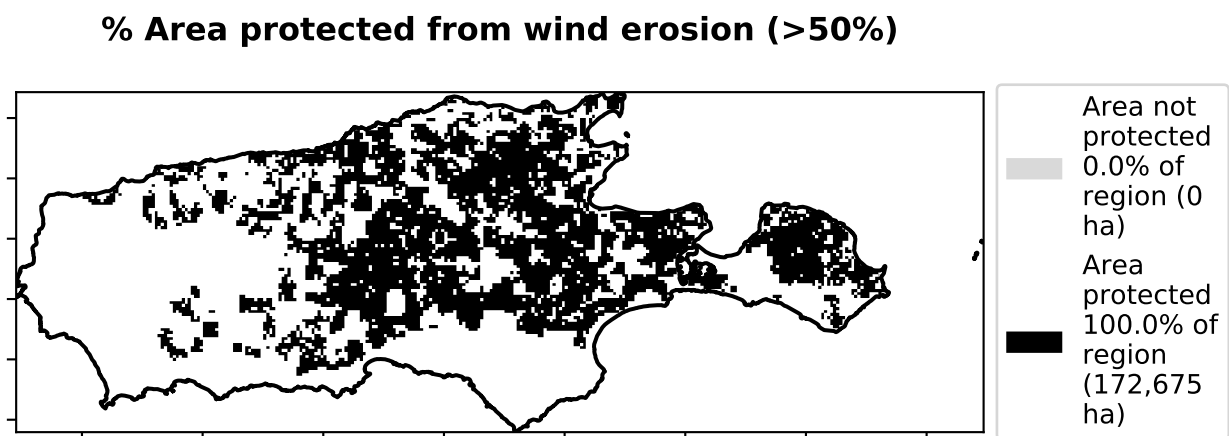 % Area protected from wind erosion (>50%)
Area not
protected
0.0% of
region (0
ha)
Area
protected
100.0% of
region
(172,675
ha)